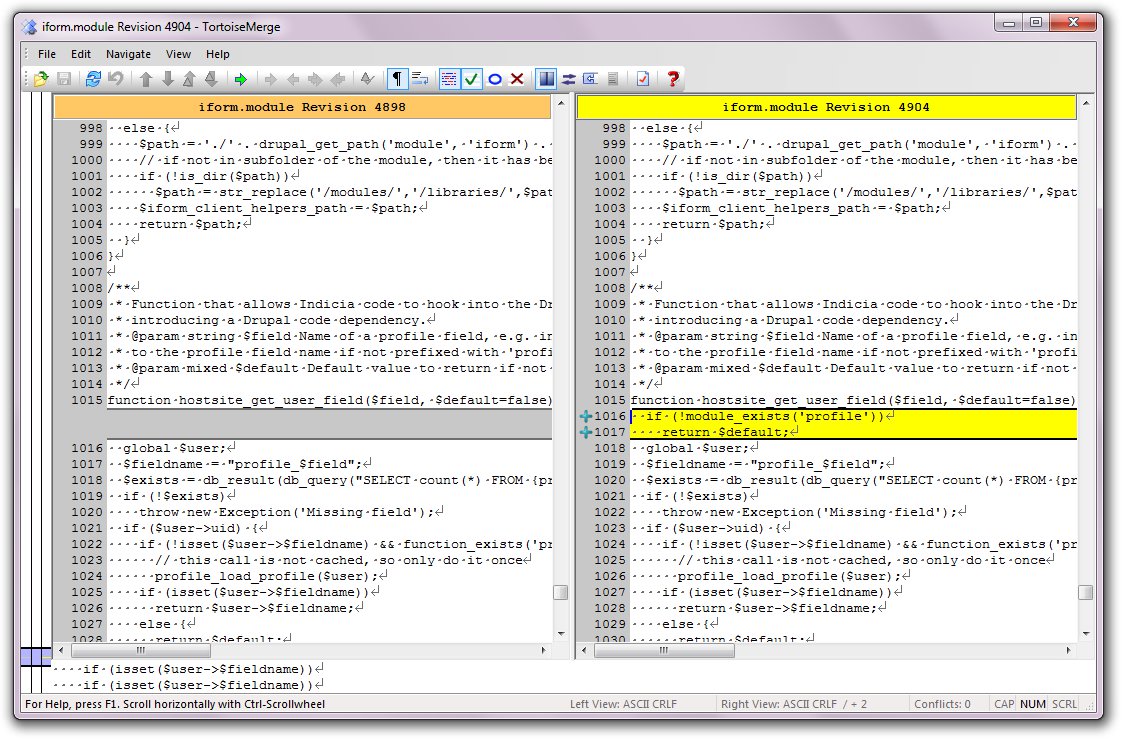 iform.module Revision 4904 - TortoiseMerge
File Edit Navigate View Help
iform.module Revision 4898
998   else {
999     $path = './' . drupal_get_path('module', 'iform') .
1000     // if not in subfolder of the module, then it has be
1001     if (!is_dir($path))
1002       $path = str_replace('/modules/','/libraries/',$pat
1003     $iform_client_helpers_path = $path;
1004     return $path;
1005   }
1006 }
1007
1008 /**
1009  * Function that allows Indicia code to hook into the Dr
1010  * introducing a Drupal code dependency.
1011  * @param string $field Name of a profile field, e.g. in
1012  * to the profile field name if not prefixed with 'profi
1013  * @param mixed $default Default value to return if not
1014  */
1015 function hostsite_get_user_field($field, $default=false)
1016   global $user;
1017   $fieldname = "profile_$field";
1018   $exists = db_result(db_query("SELECT count(*) FROM {pr
1019   if (!$exists)
1020     throw new Exception('Missing field');
1021   if ($user->uid) {
1022     if (!isset($user->$fieldname) && function_exists('pr
1023       // this call is not cached, so only do it once
1024       profile_load_profile($user);
1025     if (isset($user->$fieldname))
1026       return $user->$fieldname;
1027     else {
1028       return $default;
iform.module Revision 4904
998   else {
999     $path = './' . drupal_get_path('module', 'iform') .
1000     // if not in subfolder of the module, then it has be
1001     if (!is_dir($path))
1002       $path = str_replace('/modules/','/libraries/',$pat
1003     $iform_client_helpers_path = $path;
1004     return $path;
1005   }
1006 }
1007
1008 /**
1009  * Function that allows Indicia code to hook into the Dr
1010  * introducing a Drupal code dependency.
1011  * @param string $field Name of a profile field, e.g. in
1012  * to the profile field name if not prefixed with 'profi
1013  * @param mixed $default Default value to return if not
1014  */
1015 function hostsite_get_user_field($field, $default=false)
1016   if (!module_exists('profile'))
1017     return $default;
1018   global $user;
1019   $fieldname = "profile_$field";
1020   $exists = db_result(db_query("SELECT count(*) FROM {pr
1021   if (!$exists)
1022     throw new Exception('Missing field');
1023   if ($user->uid) {
1024     if (!isset($user->$fieldname) && function_exists('pr
1025       // this call is not cached, so only do it once
1026       profile_load_profile($user);
1027     if (isset($user->$fieldname))
1028       return $user->$fieldname;
1029     else {
1030       return $default;
    if (isset($user->$fieldname))
    if (isset($user->$fieldname))
For Help, press F1. Scroll horizontally with Ctrl-Scrollwheel Left View: ASCII CRLF Right View: ASCII CRLF / + 2 Conflicts: 0 CAP NUM SCRL